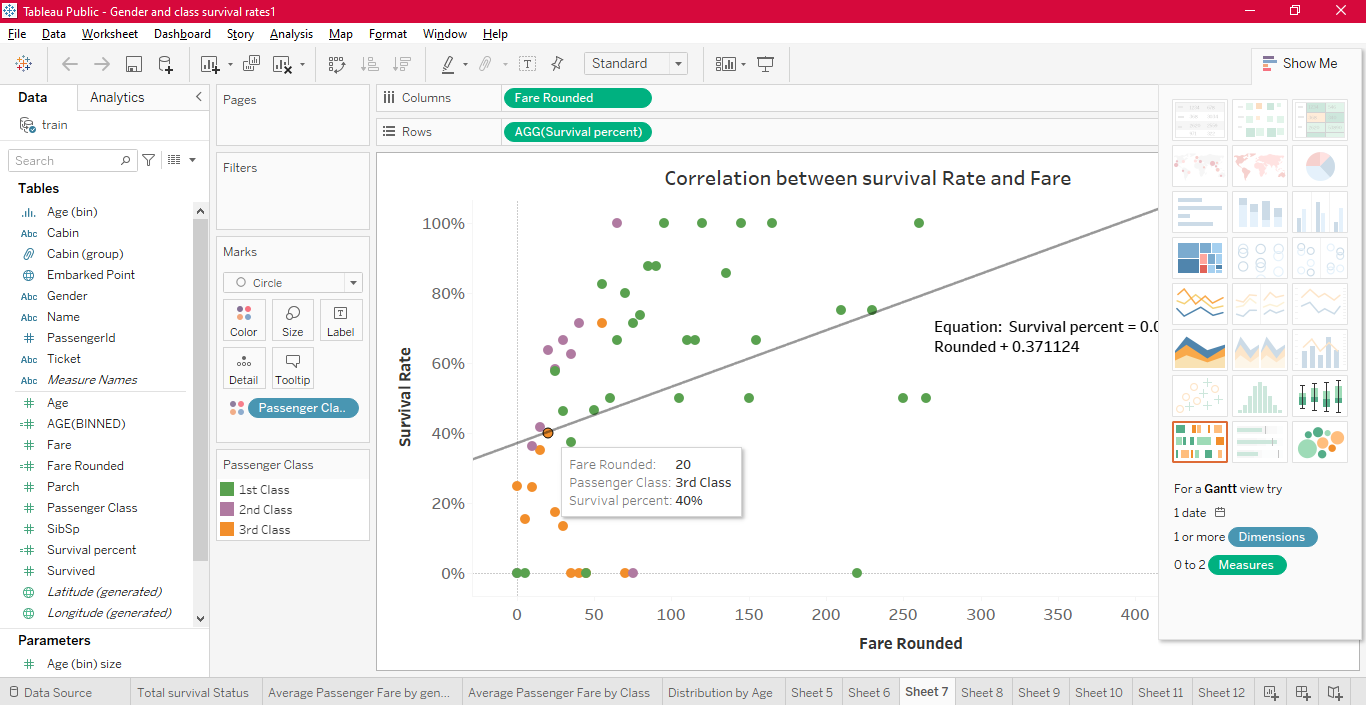 Tableau Public - Gender and class survival rates1
File Data Worksheet Dashboard Story Analysis Map Format Window Help
Standard
Show Me
Data Analytics
train
Search
Tables
Age (bin)
Abc Cabin
Cabin (group)
Embarked Point
Abc Gender
Abc Name
# PassengerId
Abc Ticket
Abc Measure Names
# Age
=# AGE(BINNED)
# Fare
=# Fare Rounded
# Parch
# Passenger Class
# SibSp
=# Survival percent
# Survived
Latitude (generated)
Longitude (generated)
Parameters
# Age (bin) size
Pages
Filters
Marks
Circle
Color Size Label
Detail Tooltip
Passenger Cla..
Passenger Class
1st Class
2nd Class
3rd Class
Columns Fare Rounded
Rows AGG(Survival percent)
Correlation between survival Rate and Fare
100%
80%
60%
40%
20%
0%
Survival Rate
Equation: Survival percent = 0.0
Rounded + 0.371124
Fare Rounded: 20
Passenger Class: 3rd Class
Survival percent: 40%
0 50 100 150 200 250 300 350 400
Fare Rounded
For a Gantt view try
1 date
1 or more Dimensions
0 to 2 Measures
Data Source Total survival Status Average Passenger Fare by gen... Average Passenger Fare by Class Distribution by Age Sheet 5 Sheet 6 Sheet 7 Sheet 8 Sheet 9 Sheet 10 Sheet 11 Sheet 12